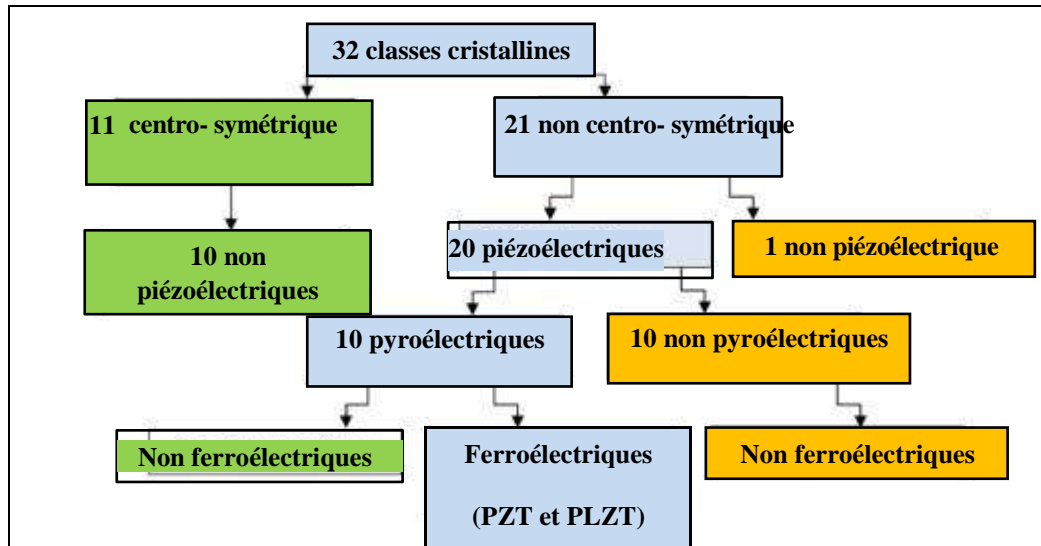 32 classes cristallines
11 centro- symétrique
21 non centro- symétrique
20 piézoélectriques
1 non piézoélectrique
10 non
piézoélectriques
10 pyroélectriques
10 non pyroélectriques
Non ferroélectriques
Ferroélectriques
(PZT et PLZT)
Non ferroélectriques